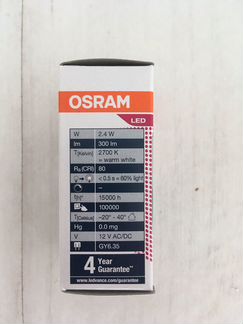 OSRAM
LED
W 2.4 W
lm 300 lm
T[Kelvin] 2700 K
= warm white
Ra (CRI) 80
< 0.5 s = 60% light
–
15000 h
100000
T[Celsius] –20° - 40°
Hg 0.0 mg
V 12 V AC/DC
GY6.35
4 Year
Guarantee**
www.ledvance.com/guarantee